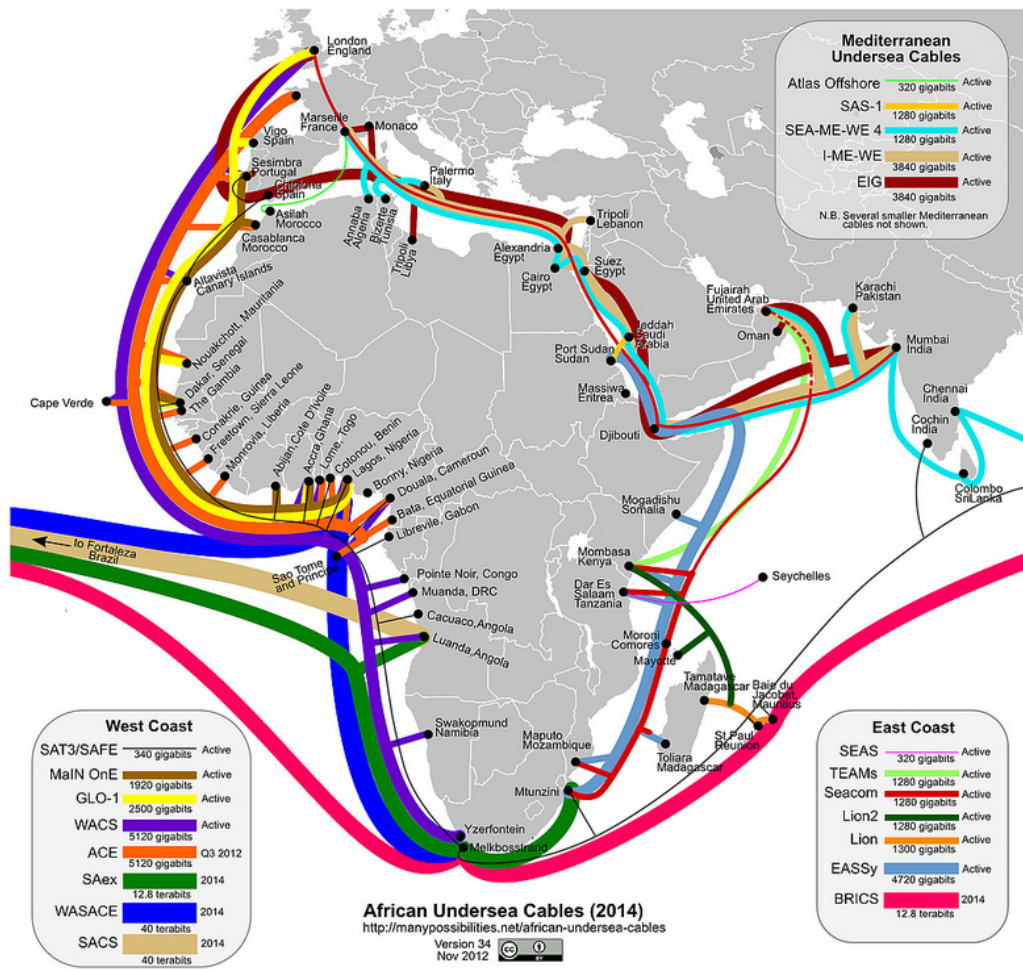 London
England
Marseille
France
Monaco
Vigo
Spain
Sesimbra
Portugal
Chipiona
Spain
Asilah
Morocco
Casablanca
Morocco
Palermo
Italy
Annaba
Algeria
Bizerte
Tunisia
Tripoli
Libya
Tripoli
Lebanon
Alexandria
Egypt
Cairo
Egypt
Suez
Egypt
Altavista
Canary Islands
Nouakchott, Mauritania
Dakar, Senegal
The Gambia
Cape Verde
Conakrie, Guinea
Freetown, Sierra Leone
Monrovia, Liberia
Abijan,Cote D'Ivoire
Accra,Ghana
Lome, Togo
Cotonou, Benin
Lagos, Nigeria
Bonny, Nigeria
Douala, Cameroun
Bata, Equatorial Guinea
Libreville, Gabon
Sao Tome
and Principe
to Fortaleza
Brazil
Pointe Noir, Congo
Muanda, DRC
Cacuaco,Angola
Luanda,Angola
Swakopmund
Namibia
Yzerfontein
Melkbosstrand
Jeddah
Saudi
Arabia
Port Sudan
Sudan
Massiwa
Eritrea
Djibouti
Fujairah
United Arab
Emirates
Oman
Karachi
Pakistan
Mumbai
India
Chennai
India
Cochin
India
Colombo
SriLanka
Mogadishu
Somalia
Mombasa
Kenya
Dar Es
Salaam
Tanzania
Seychelles
Moroni
Comores
Mayotte
Tamatave
Madagascar
Baie du
Jacobet,
Mauritius
St Paul
Reunion
Toliara
Madagascar
Maputo
Mozambique
Mtunzini
Mediterranean
Undersea Cables
Atlas Offshore 320 gigabits Active
SAS-1 1280 gigabits Active
SEA-ME-WE 4 1280 gigabits Active
I-ME-WE 3840 gigabits Active
EIG 3840 gigabits Active
N.B. Several smaller Mediterranean
cables not shown.
West Coast
SAT3/SAFE 340 gigabits Active
MaIN OnE 1920 gigabits Active
GLO-1 2500 gigabits Active
WACS 5120 gigabits Active
ACE 5120 gigabits Q3 2012
SAex 12.8 terabits 2014
WASACE 40 terabits 2014
SACS 40 terabits 2014
East Coast
SEAS 320 gigabits Active
TEAMs 1280 gigabits Active
Seacom 1280 gigabits Active
Lion2 1280 gigabits Active
Lion 1300 gigabits Active
EASSy 4720 gigabits Active
BRICS 12.8 terabits 2014
African Undersea Cables (2014)
http://manypossibilities.net/african-undersea-cables
Version 34
Nov 2012
cc
BY